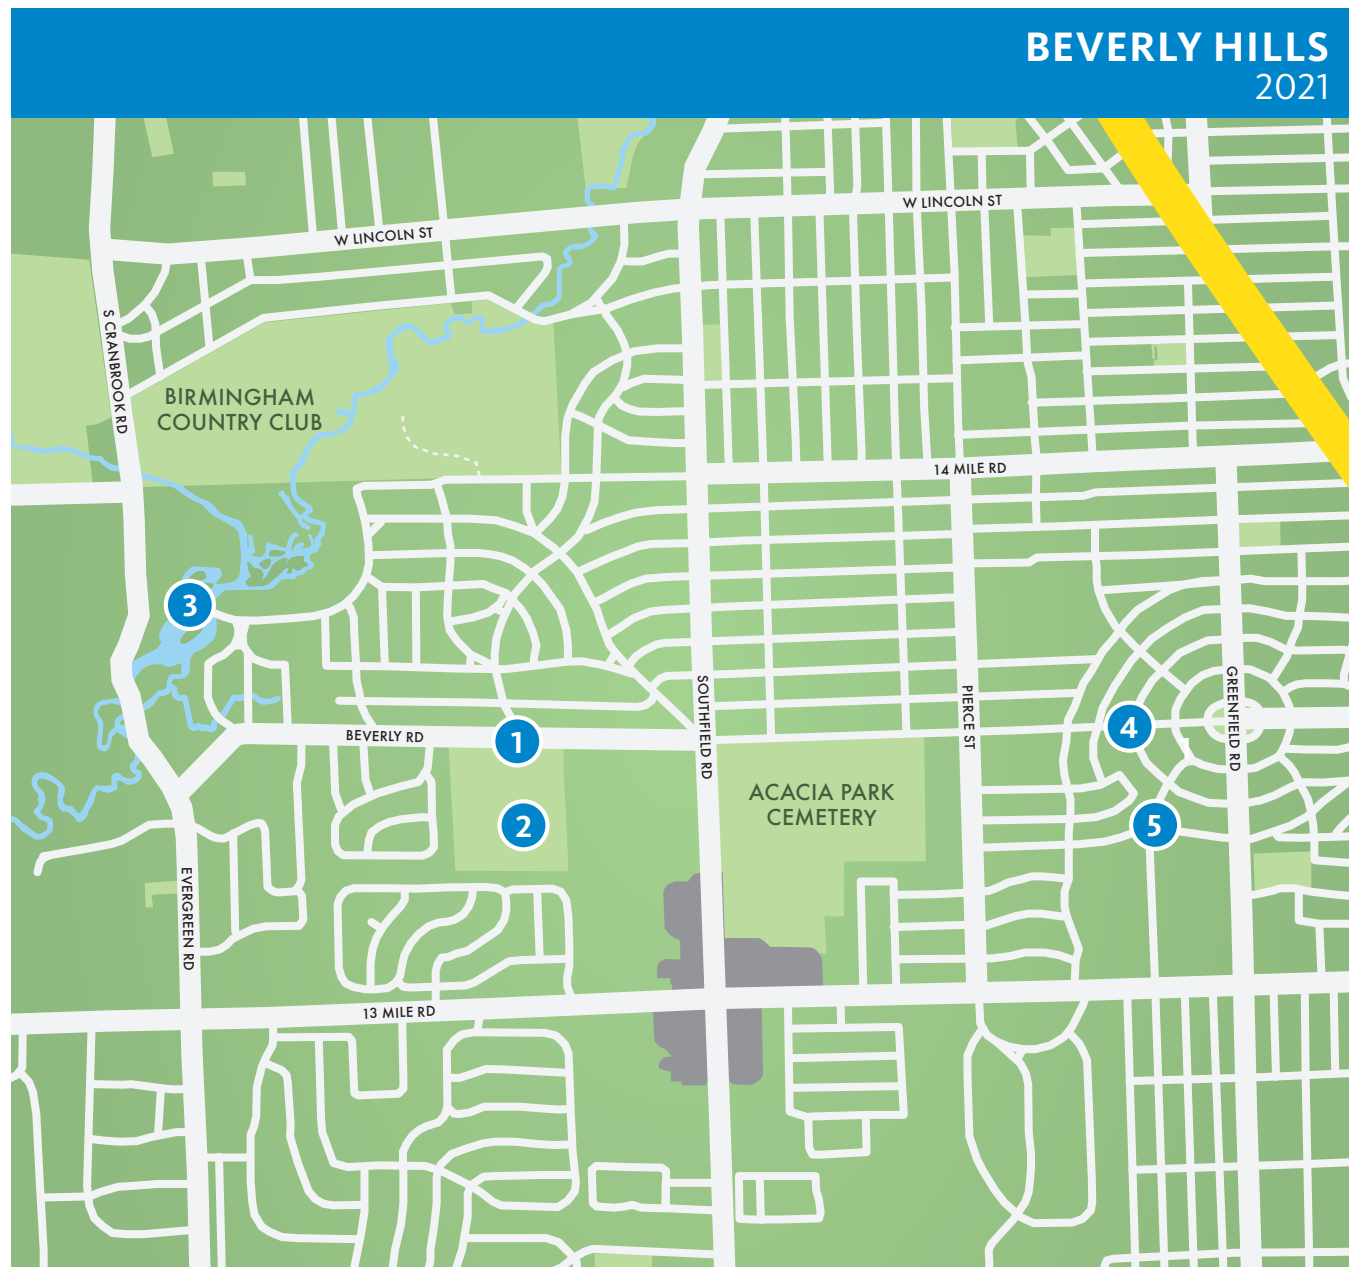 BEVERLY HILLS
2021
W LINCOLN ST
W LINCOLN ST
S CRANBROOK RD
BIRMINGHAM
COUNTRY CLUB
14 MILE RD
3
SOUTHFIELD RD
PIERCE ST
GREENFIELD RD
BEVERLY RD
1
4
ACACIA PARK
CEMETERY
2
5
EVERGREEN RD
13 MILE RD